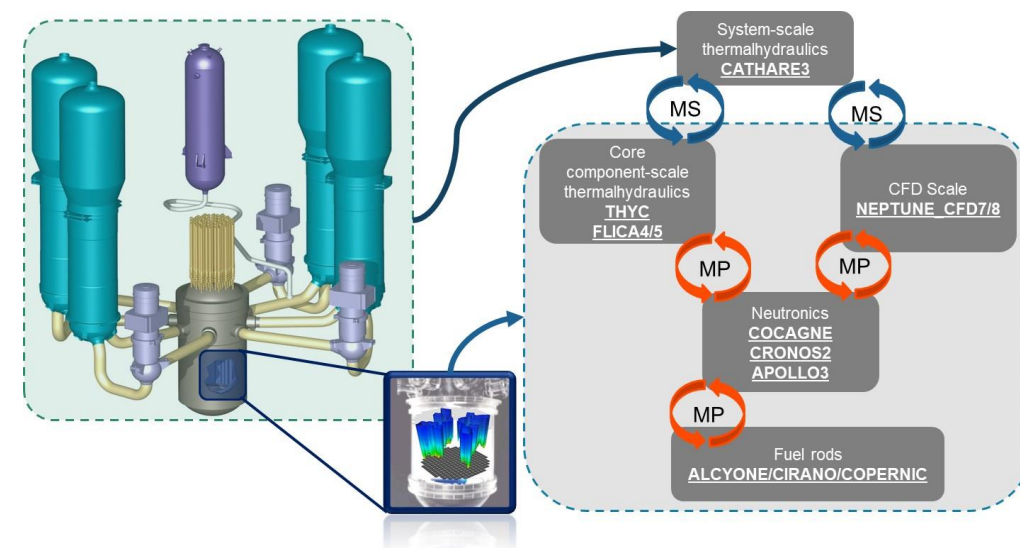 System-scale
thermalhydraulics
CATHARE3
MS
MS
Core
component-scale
thermalhydraulics
THYC
FLICA4/5
CFD Scale
NEPTUNE_CFD7/8
MP
MP
Neutronics
COCAGNE
CRONOS2
APOLLO3
MP
Fuel rods
ALCYONE/CIRANO/COPERNIC